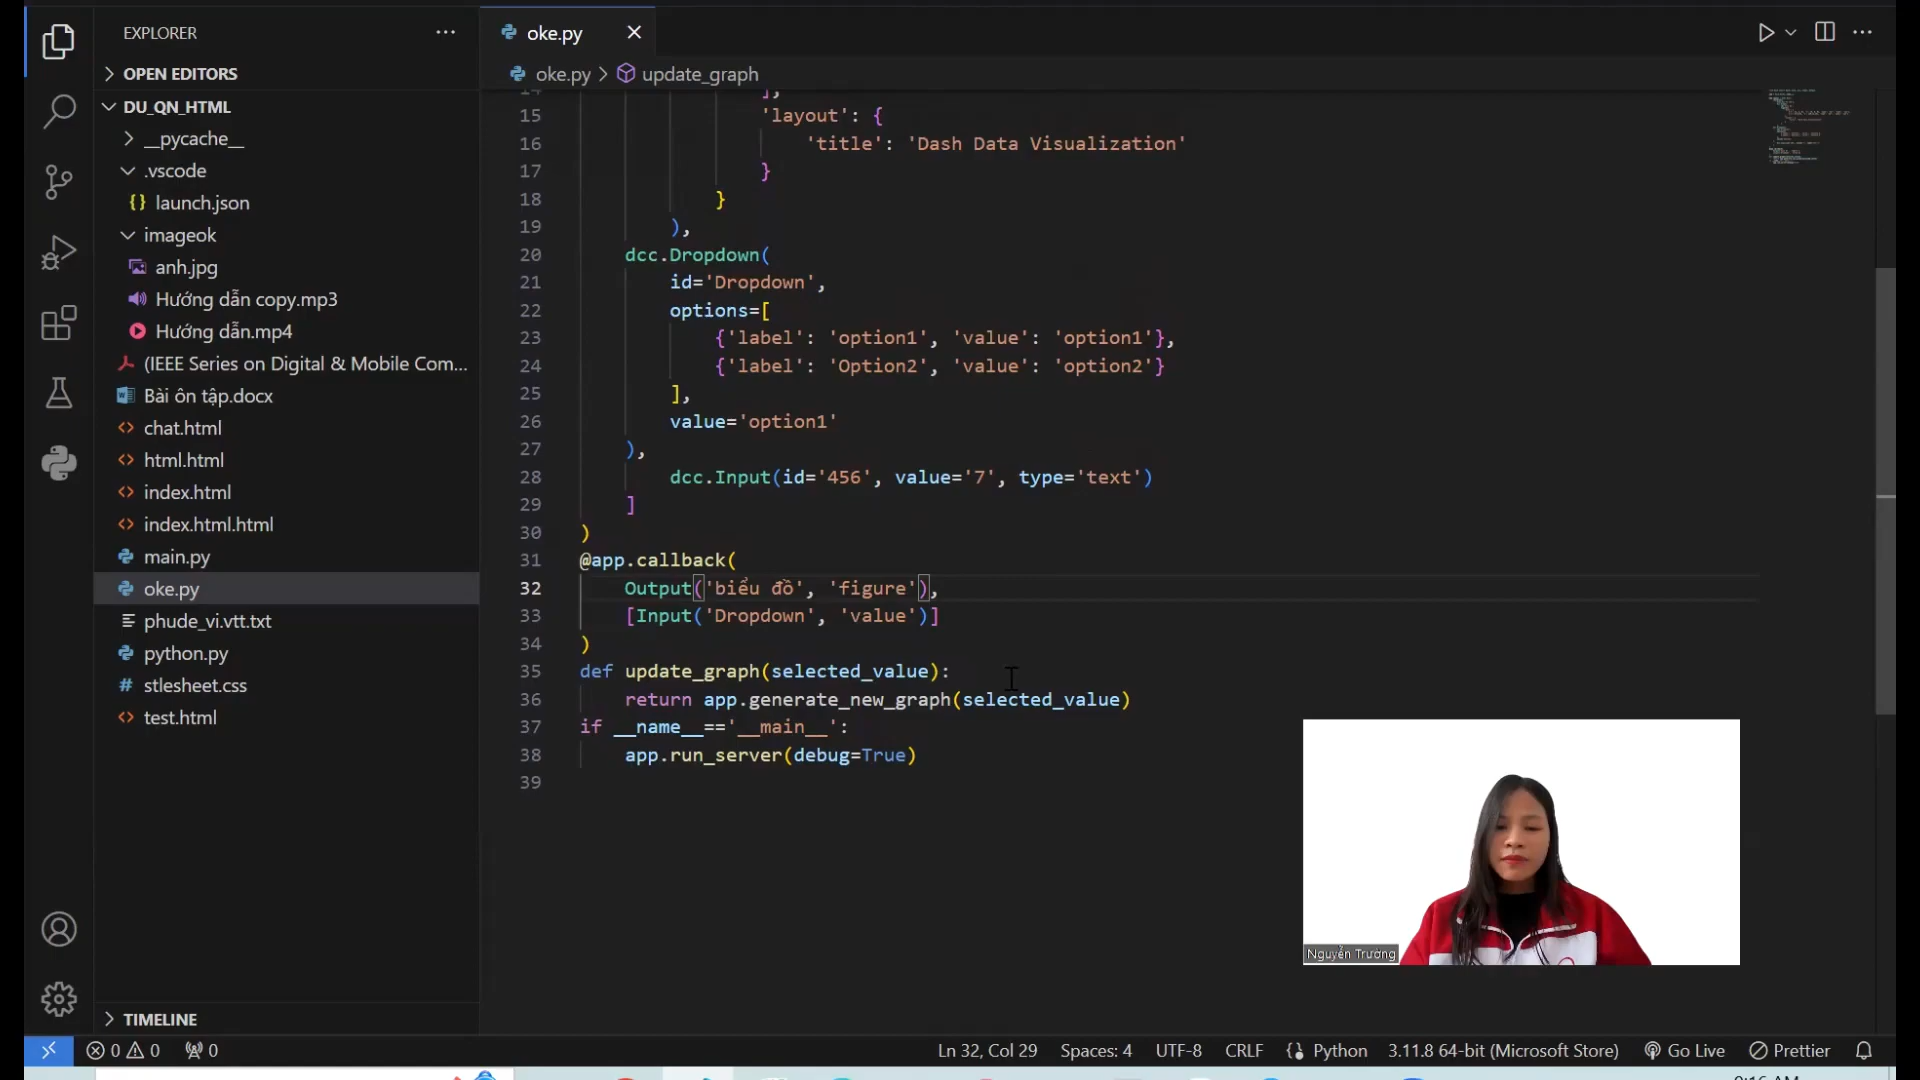 EXPLORER
OPEN EDITORS
DU_QN_HTML
__pycache__
.vscode
launch.json
imageok
anh.jpg
Hướng dẫn copy.mp3
Hướng dẫn.mp4
(IEEE Series on Digital & Mobile Com...
Bài ôn tập.docx
chat.html
html.html
index.html
index.html.html
main.py
oke.py
phude_vi.vtt.txt
python.py
stlesheet.css
test.html
TIMELINE
oke.py
oke.py > update_graph
14 ],
15 'layout': {
16 'title': 'Dash Data Visualization'
17 }
18 }
19 ),
20 dcc.Dropdown(
21 id='Dropdown',
22 options=[
23 {'label': 'option1', 'value': 'option1'},
24 {'label': 'Option2', 'value': 'option2'}
25 ],
26 value='option1'
27 ),
28 dcc.Input(id='456', value='7', type='text')
29 ]
30 )
31 @app.callback(
32 Output('biểu đồ', 'figure'),
33 [Input('Dropdown', 'value')]
34 )
35 def update_graph(selected_value):
36 return app.generate_new_graph(selected_value)
37 if __name__=='__main__':
38 app.run_server(debug=True)
39
Nguyễn Trường
0 0 0 Ln 32, Col 29 Spaces: 4 UTF-8 CRLF Python 3.11.8 64-bit (Microsoft Store) Go Live Prettier